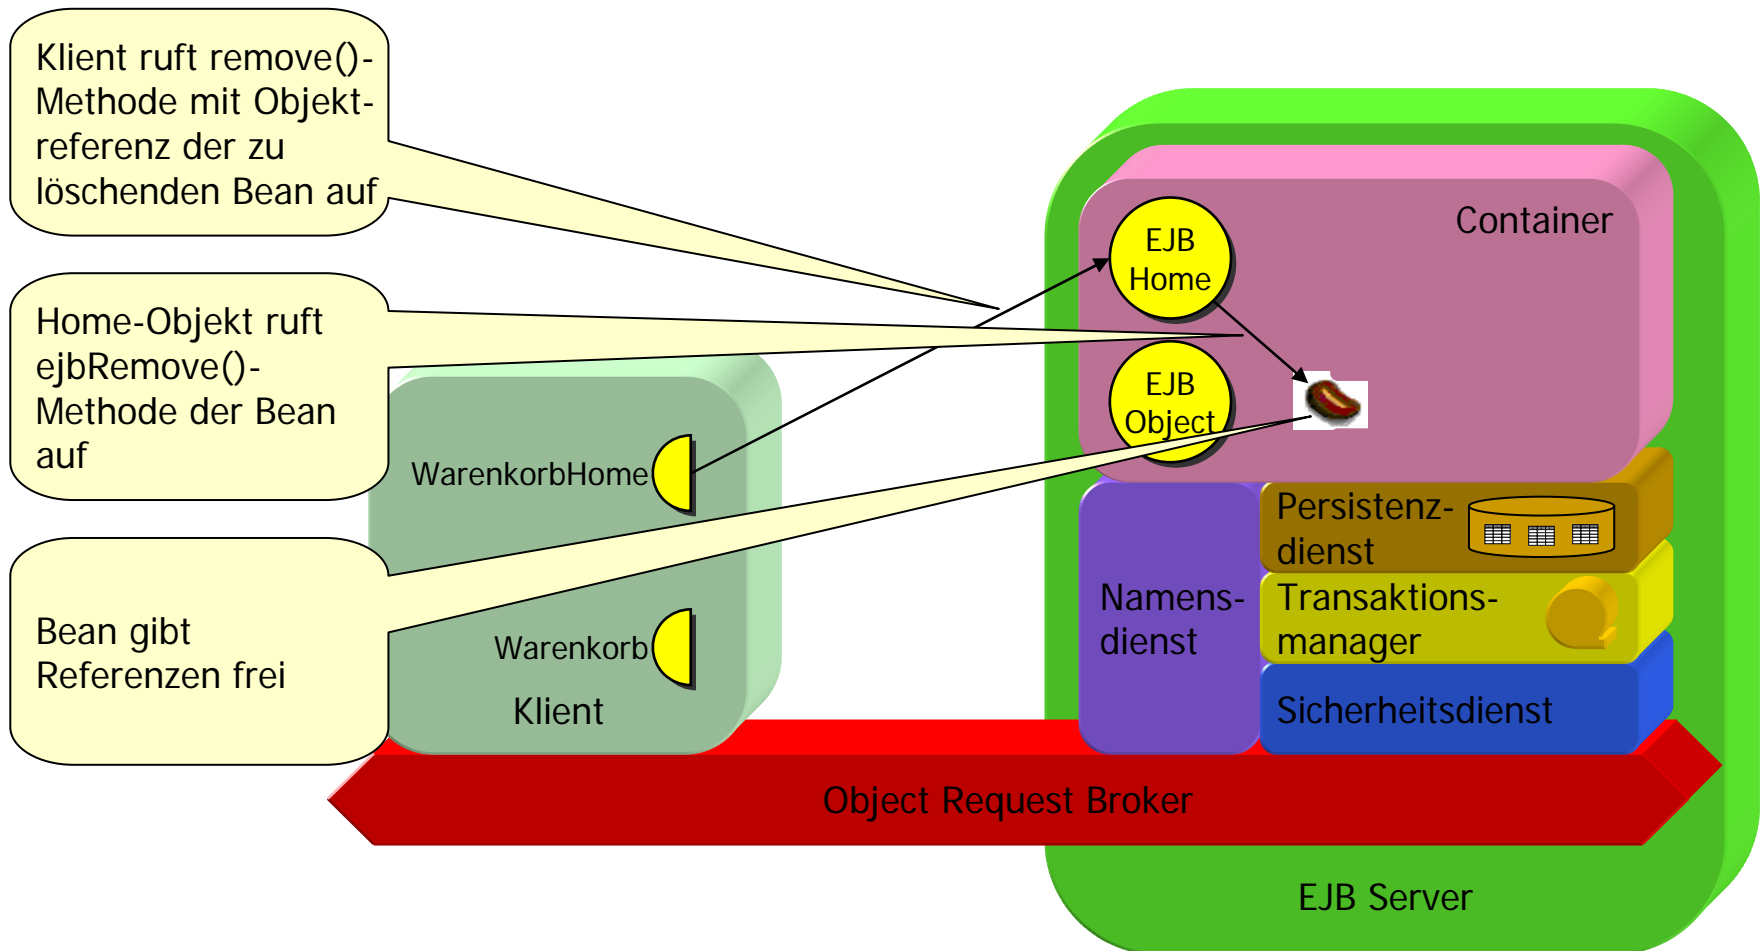 Klient ruft remove()-
Methode mit Objekt-
referenz der zu
löschenden Bean auf
Home-Objekt ruft
ejbRemove()-
Methode der Bean
auf
Bean gibt
Referenzen frei
WarenkorbHome
Warenkorb
Klient
EJB
Home
Container
EJB
Object
Namens-
dienst
Persistenz-
dienst
Transaktions-
manager
Sicherheitsdienst
Object Request Broker
EJB Server